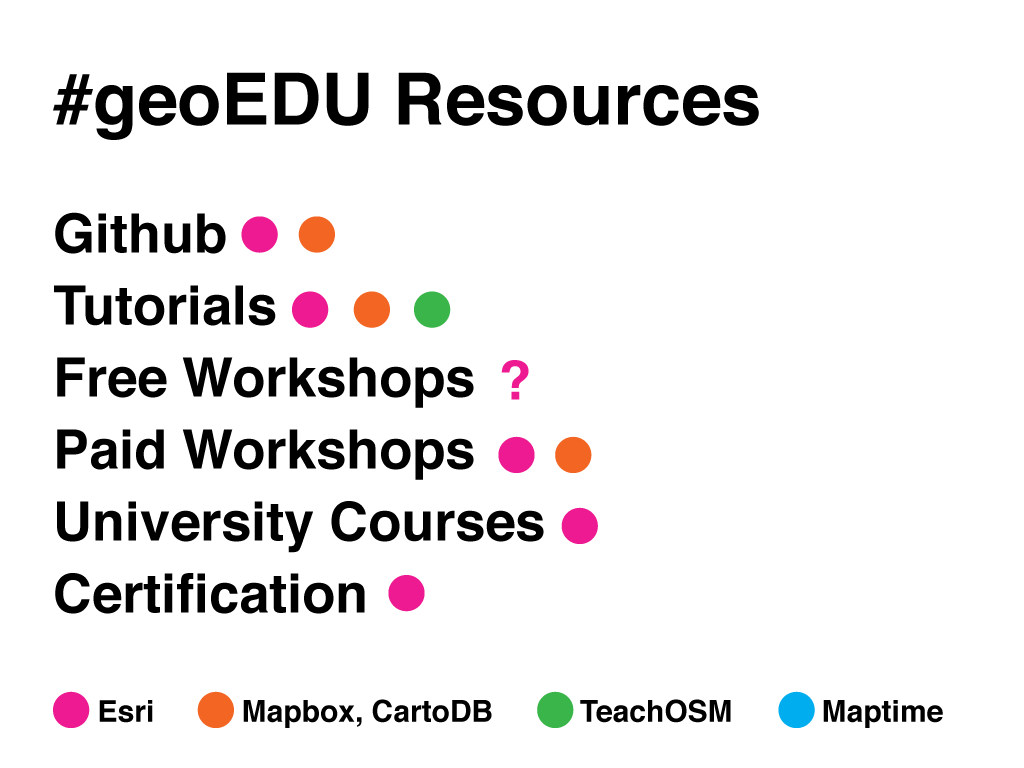 #geoEDU Resources
Github
Tutorials
Free Workshops ?
Paid Workshops
University Courses
Certification
Esri Mapbox, CartoDB TeachOSM Maptime